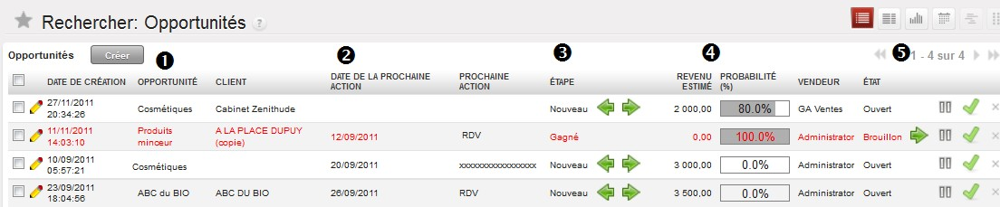 Rechercher: Opportunités ?
Opportunités Créer 1 - 4 sur 4
1 2 3 4 5
DATE DE CRÉATION OPPORTUNITÉ CLIENT DATE DE LA PROCHAINE ACTION PROCHAINE ACTION ÉTAPE REVENU ESTIMÉ PROBABILITÉ (%) VENDEUR ÉTAT
27/11/2011 20:34:26 Cosmétiques Cabinet Zenithude Nouveau 2 000,00 80.0% GA Ventes Ouvert
11/11/2011 14:03:10 Produits minceur A LA PLACE DUPUY (copie) 12/09/2011 RDV Gagné 0,00 100.0% Administrator Brouillon
10/09/2011 05:57:21 Cosmétiques 20/09/2011 xxxxxxxxxxxxxxxxx Nouveau 3 000,00 0.0% Administrator Ouvert
23/09/2011 18:04:56 ABC du BIO ABC DU BIO 26/09/2011 RDV Nouveau 3 500,00 0.0% Administrator Ouvert